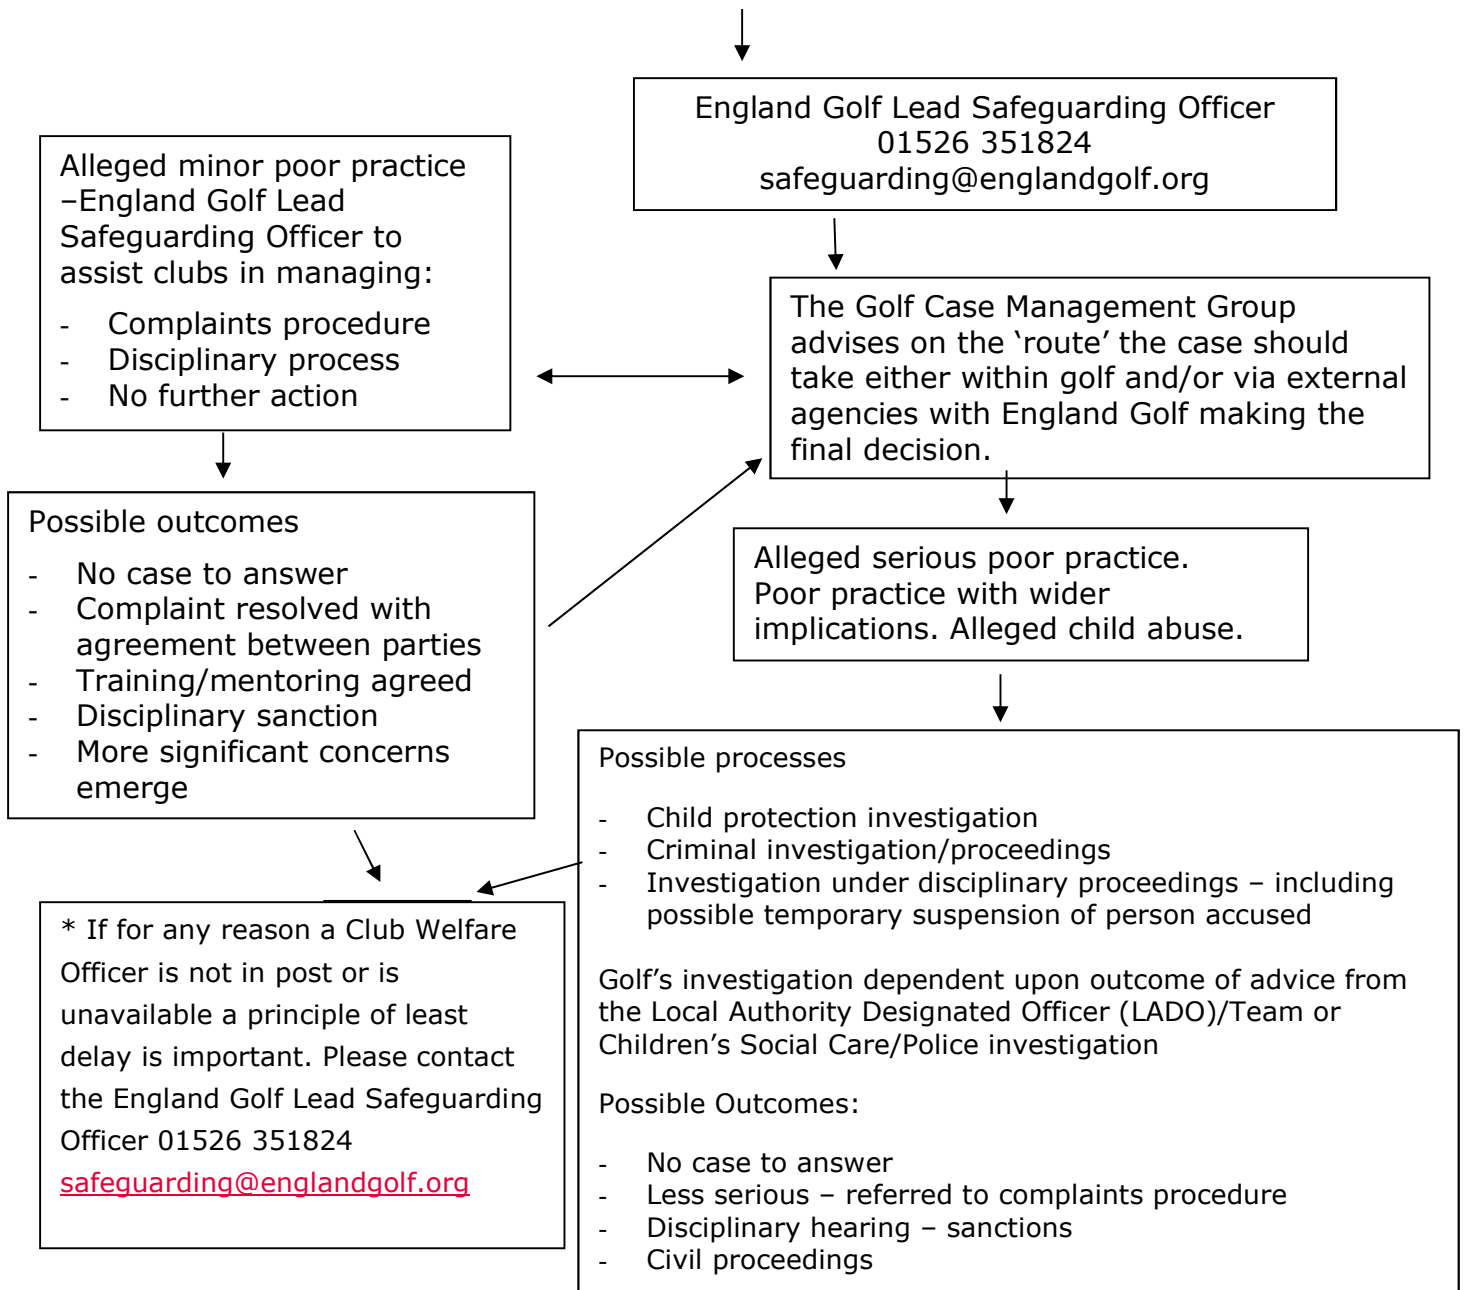 England Golf Lead Safeguarding Officer
01526 351824
safeguarding@englandgolf.org
Alleged minor poor practice
–England Golf Lead
Safeguarding Officer to
assist clubs in managing:
- Complaints procedure
- Disciplinary process
- No further action
The Golf Case Management Group
advises on the ‘route’ the case should
take either within golf and/or via external
agencies with England Golf making the
final decision.
Possible outcomes
- No case to answer
- Complaint resolved with
agreement between parties
- Training/mentoring agreed
- Disciplinary sanction
- More significant concerns
emerge
Alleged serious poor practice.
Poor practice with wider
implications. Alleged child abuse.
Possible processes
- Child protection investigation
- Criminal investigation/proceedings
- Investigation under disciplinary proceedings – including
possible temporary suspension of person accused
Golf’s investigation dependent upon outcome of advice from
the Local Authority Designated Officer (LADO)/Team or
Children’s Social Care/Police investigation
Possible Outcomes:
- No case to answer
- Less serious – referred to complaints procedure
- Disciplinary hearing – sanctions
- Civil proceedings
* If for any reason a Club Welfare
Officer is not in post or is
unavailable a principle of least
delay is important. Please contact
the England Golf Lead Safeguarding
Officer 01526 351824
safeguarding@englandgolf.org